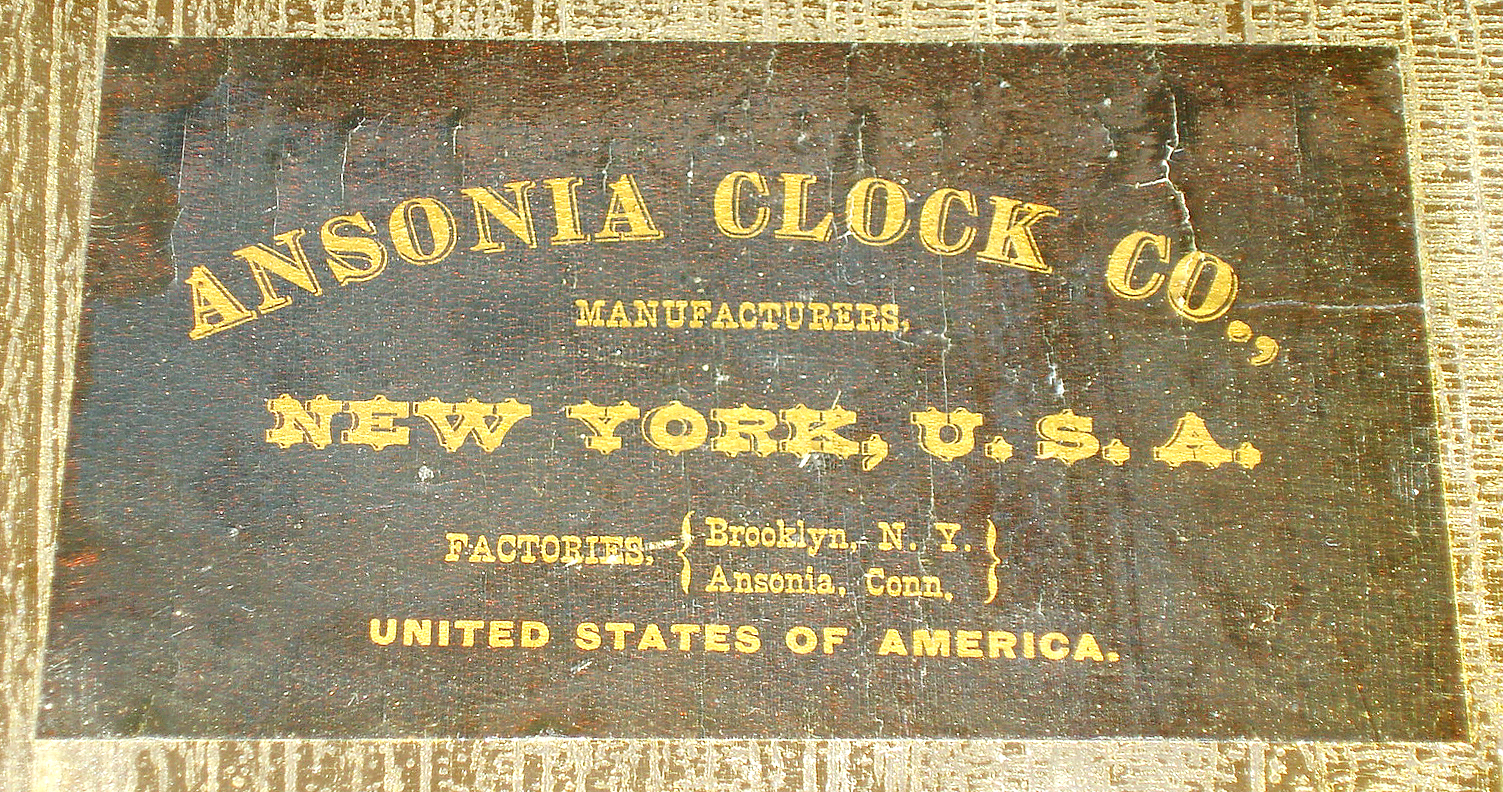 ANSONIA CLOCK CO.,
MANUFACTURERS,
NEW YORK, U.S.A.
FACTORIES, { Brooklyn, N. Y. }
Ansonia, Conn,
UNITED STATES OF AMERICA.